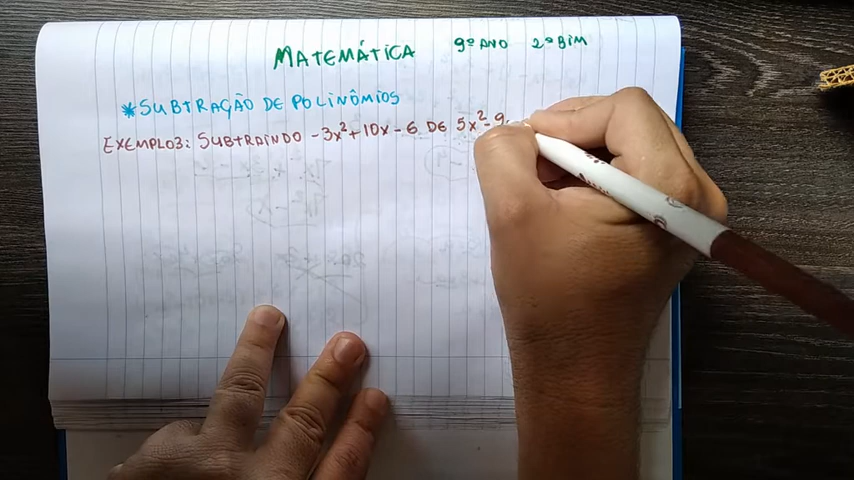 MATEMÁTICA 9º ANO 2º BIM
*SUBTRAÇÃO DE POLINÔMIOS
EXEMPLO3: SUBTRAINDO -3x²+10x-6 DE 5x²-9